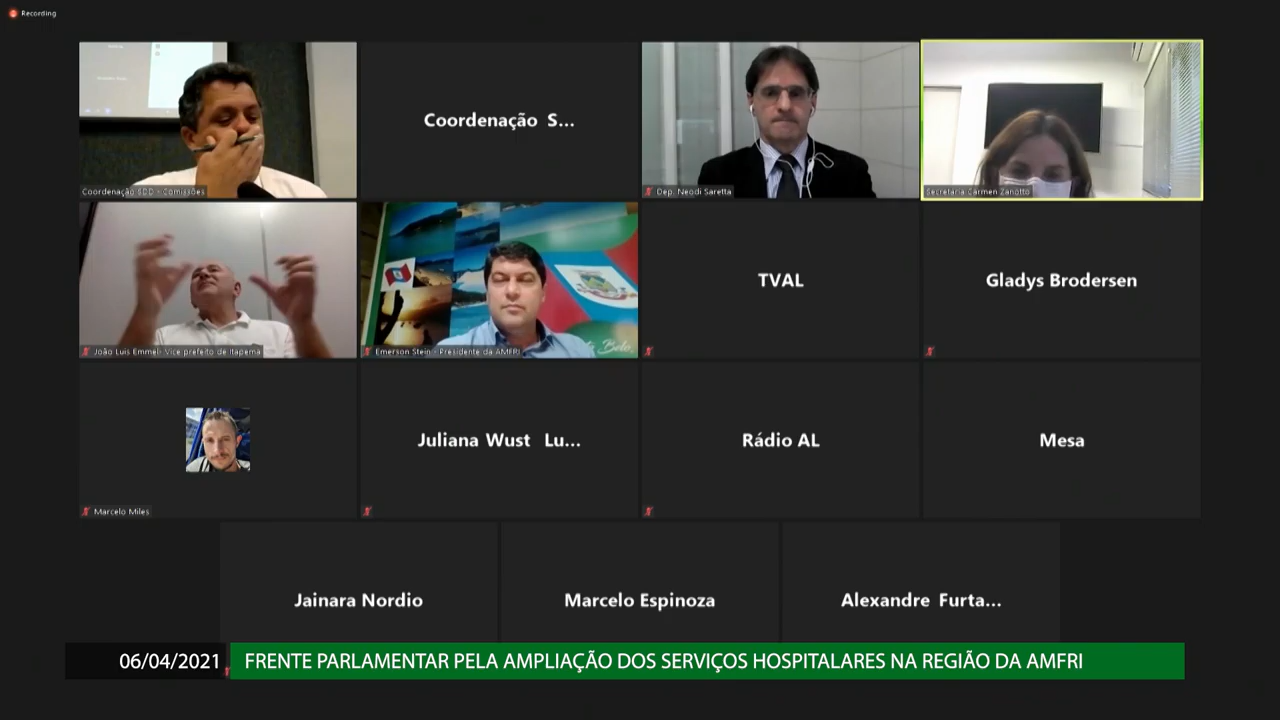 Recording
Coordenação SDD - Comissões
Coordenação S...
Dep. Neodi Saretta
Secretaria Carmen Zanotto
João Luis Emmel- Vice prefeito de Itapema
Emerson Stein - Presidente da AMFRI
Belo
TVAL
Gladys Brodersen
Marcelo Miles
Juliana Wust Lu...
Rádio AL
Mesa
Jainara Nordio
Marcelo Espinoza
Alexandre Furta...
06/04/2021 FRENTE PARLAMENTAR PELA AMPLIAÇÃO DOS SERVIÇOS HOSPITALARES NA REGIÃO DA AMFRI